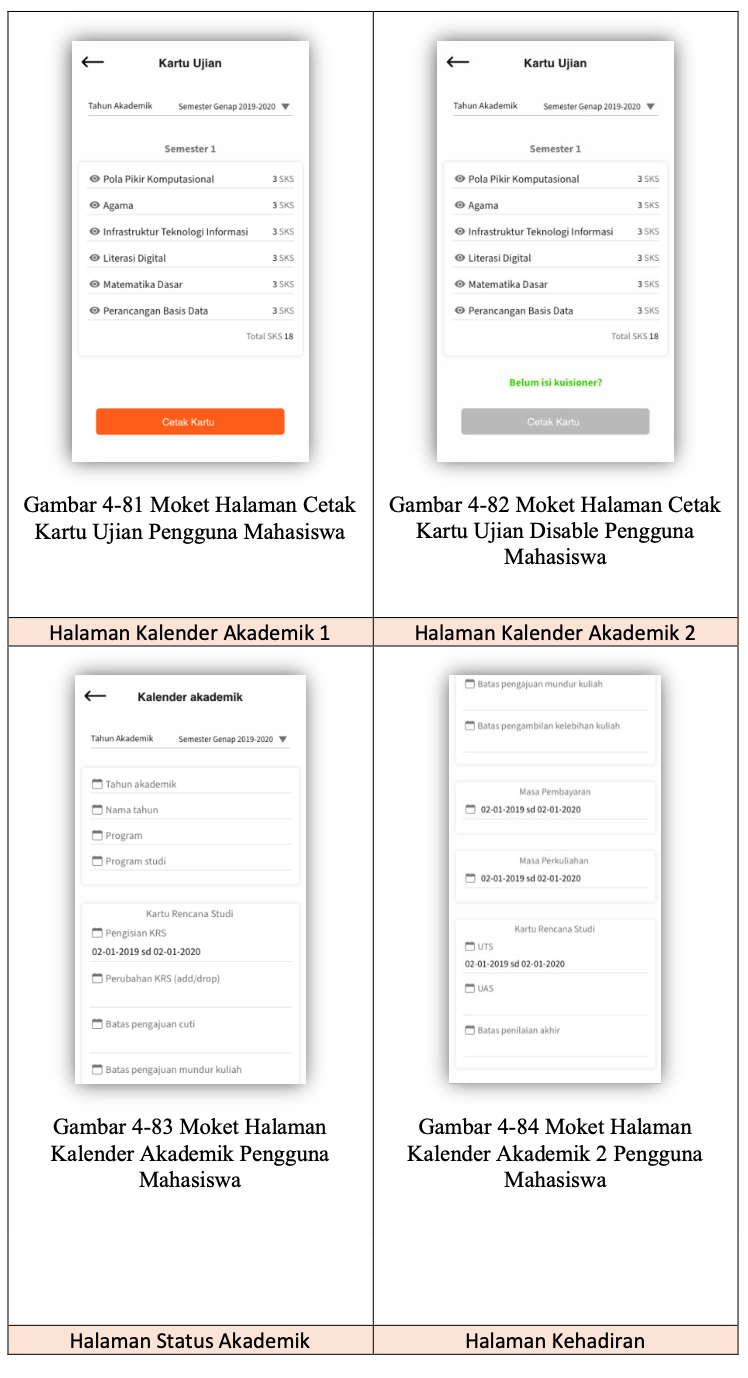 Kartu Ujian
Tahun Akademik Semester Genap 2019-2020
Semester 1
Pola Pikir Komputasional 3 SKS
Agama 3 SKS
Infrastruktur Teknologi Informasi 3 SKS
Literasi Digital 3 SKS
Matematika Dasar 3 SKS
Perancangan Basis Data 3 SKS
Total SKS 18
Cetak Kartu
Gambar 4-81 Moket Halaman Cetak
Kartu Ujian Pengguna Mahasiswa
Kartu Ujian
Tahun Akademik Semester Genap 2019-2020
Semester 1
Pola Pikir Komputasional 3 SKS
Agama 3 SKS
Infrastruktur Teknologi Informasi 3 SKS
Literasi Digital 3 SKS
Matematika Dasar 3 SKS
Perancangan Basis Data 3 SKS
Total SKS 18
Belum isi kuisioner?
Cetak Kartu
Gambar 4-82 Moket Halaman Cetak
Kartu Ujian Disable Pengguna
Mahasiswa
Halaman Kalender Akademik 1
Halaman Kalender Akademik 2
Kalender akademik
Tahun Akademik Semester Genap 2019-2020
Tahun akademik
Nama tahun
Program
Program studi
Kartu Rencana Studi
Pengisian KRS
02-01-2019 sd 02-01-2020
Perubahan KRS (add/drop)
Batas pengajuan cuti
Batas pengajuan mundur kuliah
Gambar 4-83 Moket Halaman
Kalender Akademik Pengguna
Mahasiswa
Batas pengajuan mundur kuliah
Batas pengambilan kelebihan kuliah
Masa Pembayaran
02-01-2019 sd 02-01-2020
Masa Perkuliahan
02-01-2019 sd 02-01-2020
Kartu Rencana Studi
UTS
02-01-2019 sd 02-01-2020
UAS
Batas penilaian akhir
Gambar 4-84 Moket Halaman
Kalender Akademik 2 Pengguna
Mahasiswa
Halaman Status Akademik
Halaman Kehadiran